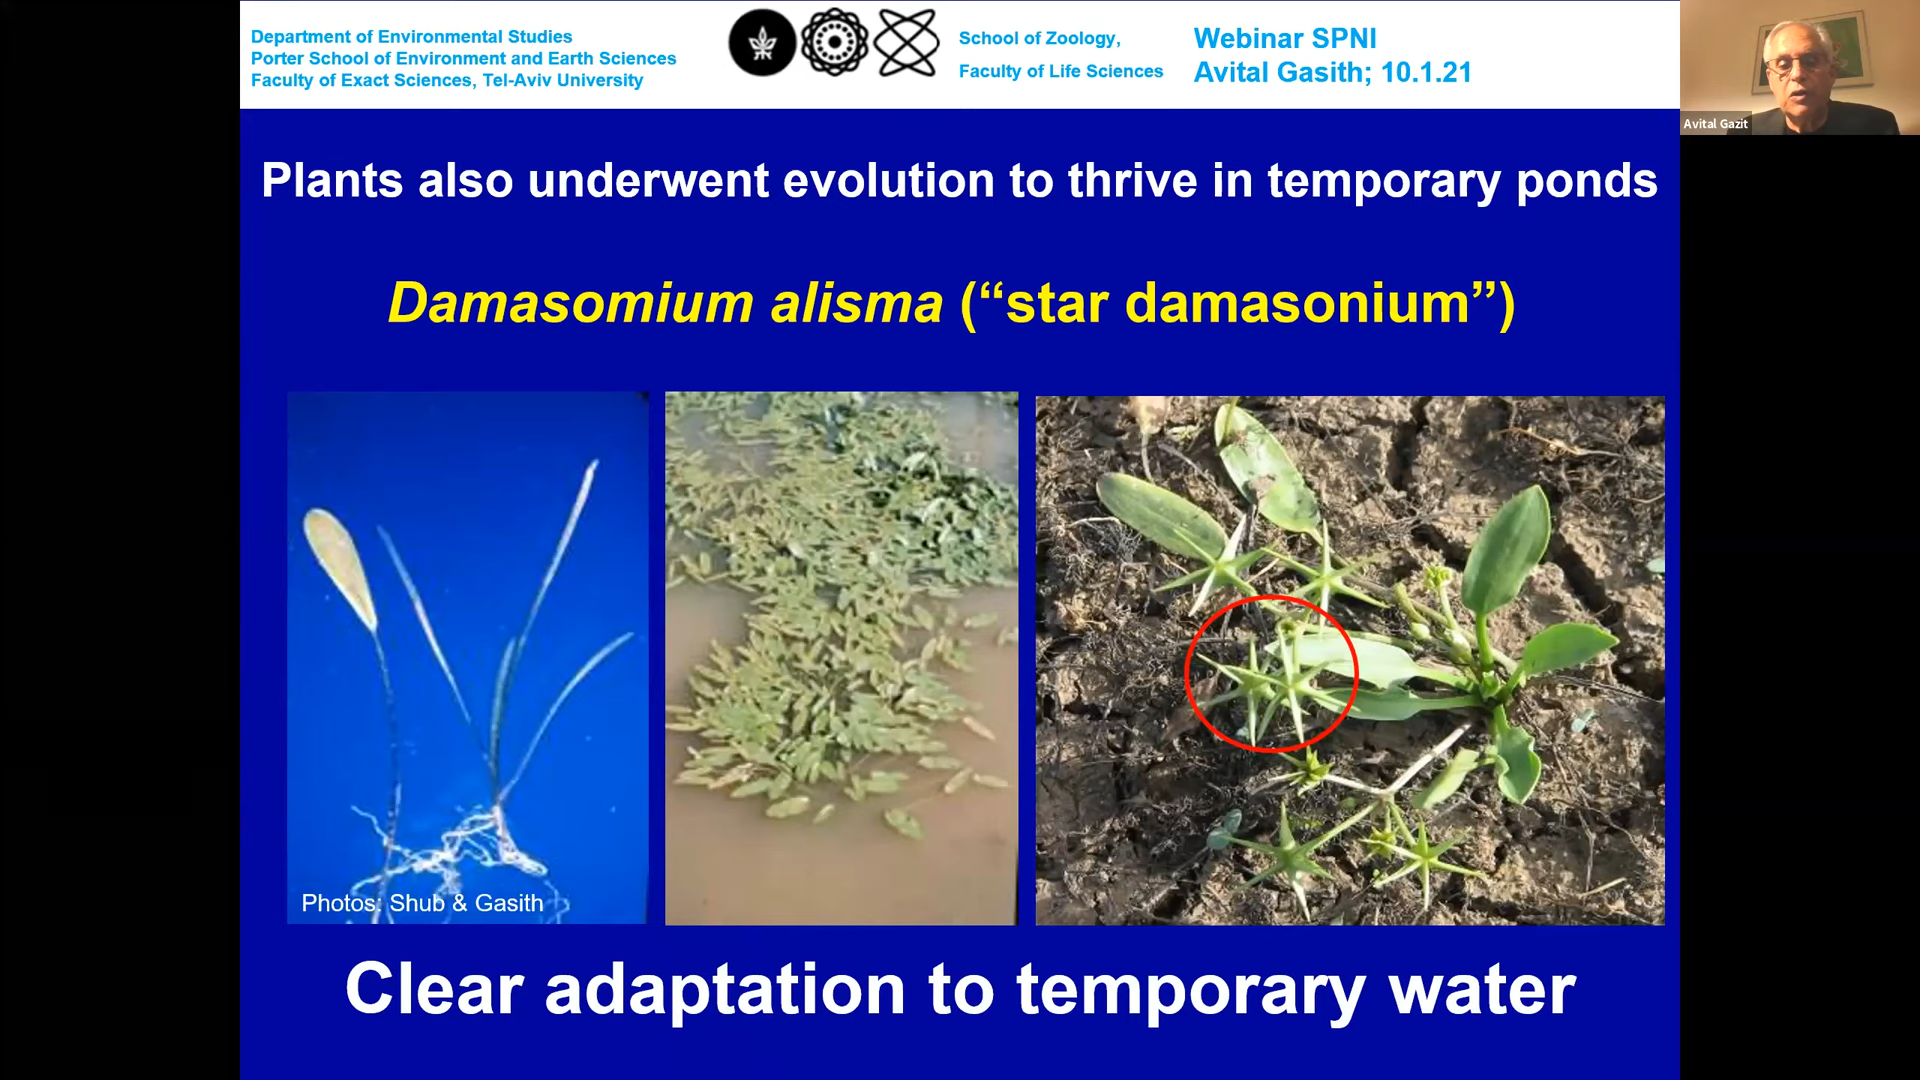 Department of Environmental Studies
Porter School of Environment and Earth Sciences
Faculty of Exact Sciences, Tel-Aviv University
School of Zoology,
Faculty of Life Sciences
Webinar SPNI
Avital Gasith; 10.1.21
Avital Gazit
Plants also underwent evolution to thrive in temporary ponds
Damasomium alisma (“star damasonium”)
Photos: Shub & Gasith
Clear adaptation to temporary water